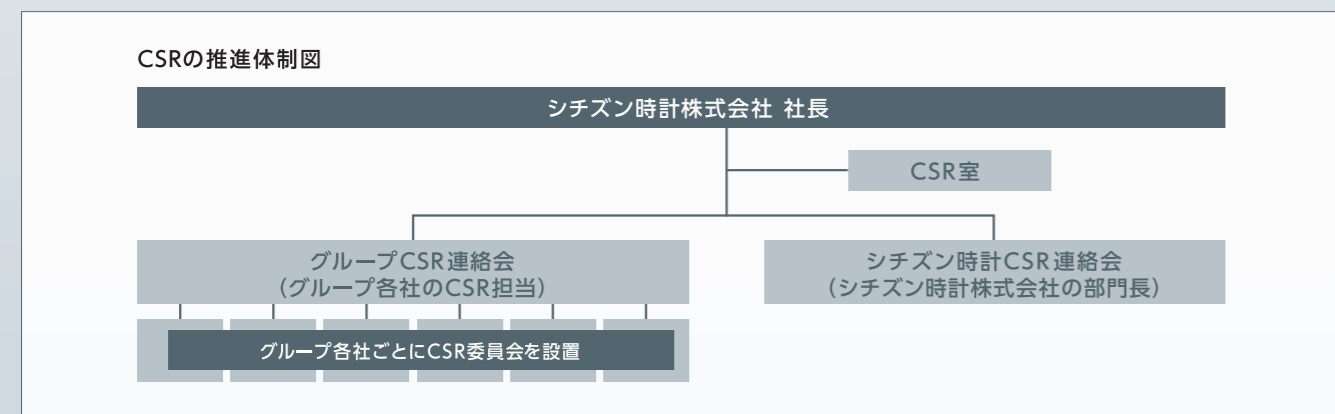 CSRの推進体制図
シチズン時計株式会社 社長
CSR室
グループCSR連絡会
（グループ各社のCSR担当）
シチズン時計CSR連絡会
（シチズン時計株式会社の部門長）
グループ各社ごとにCSR委員会を設置